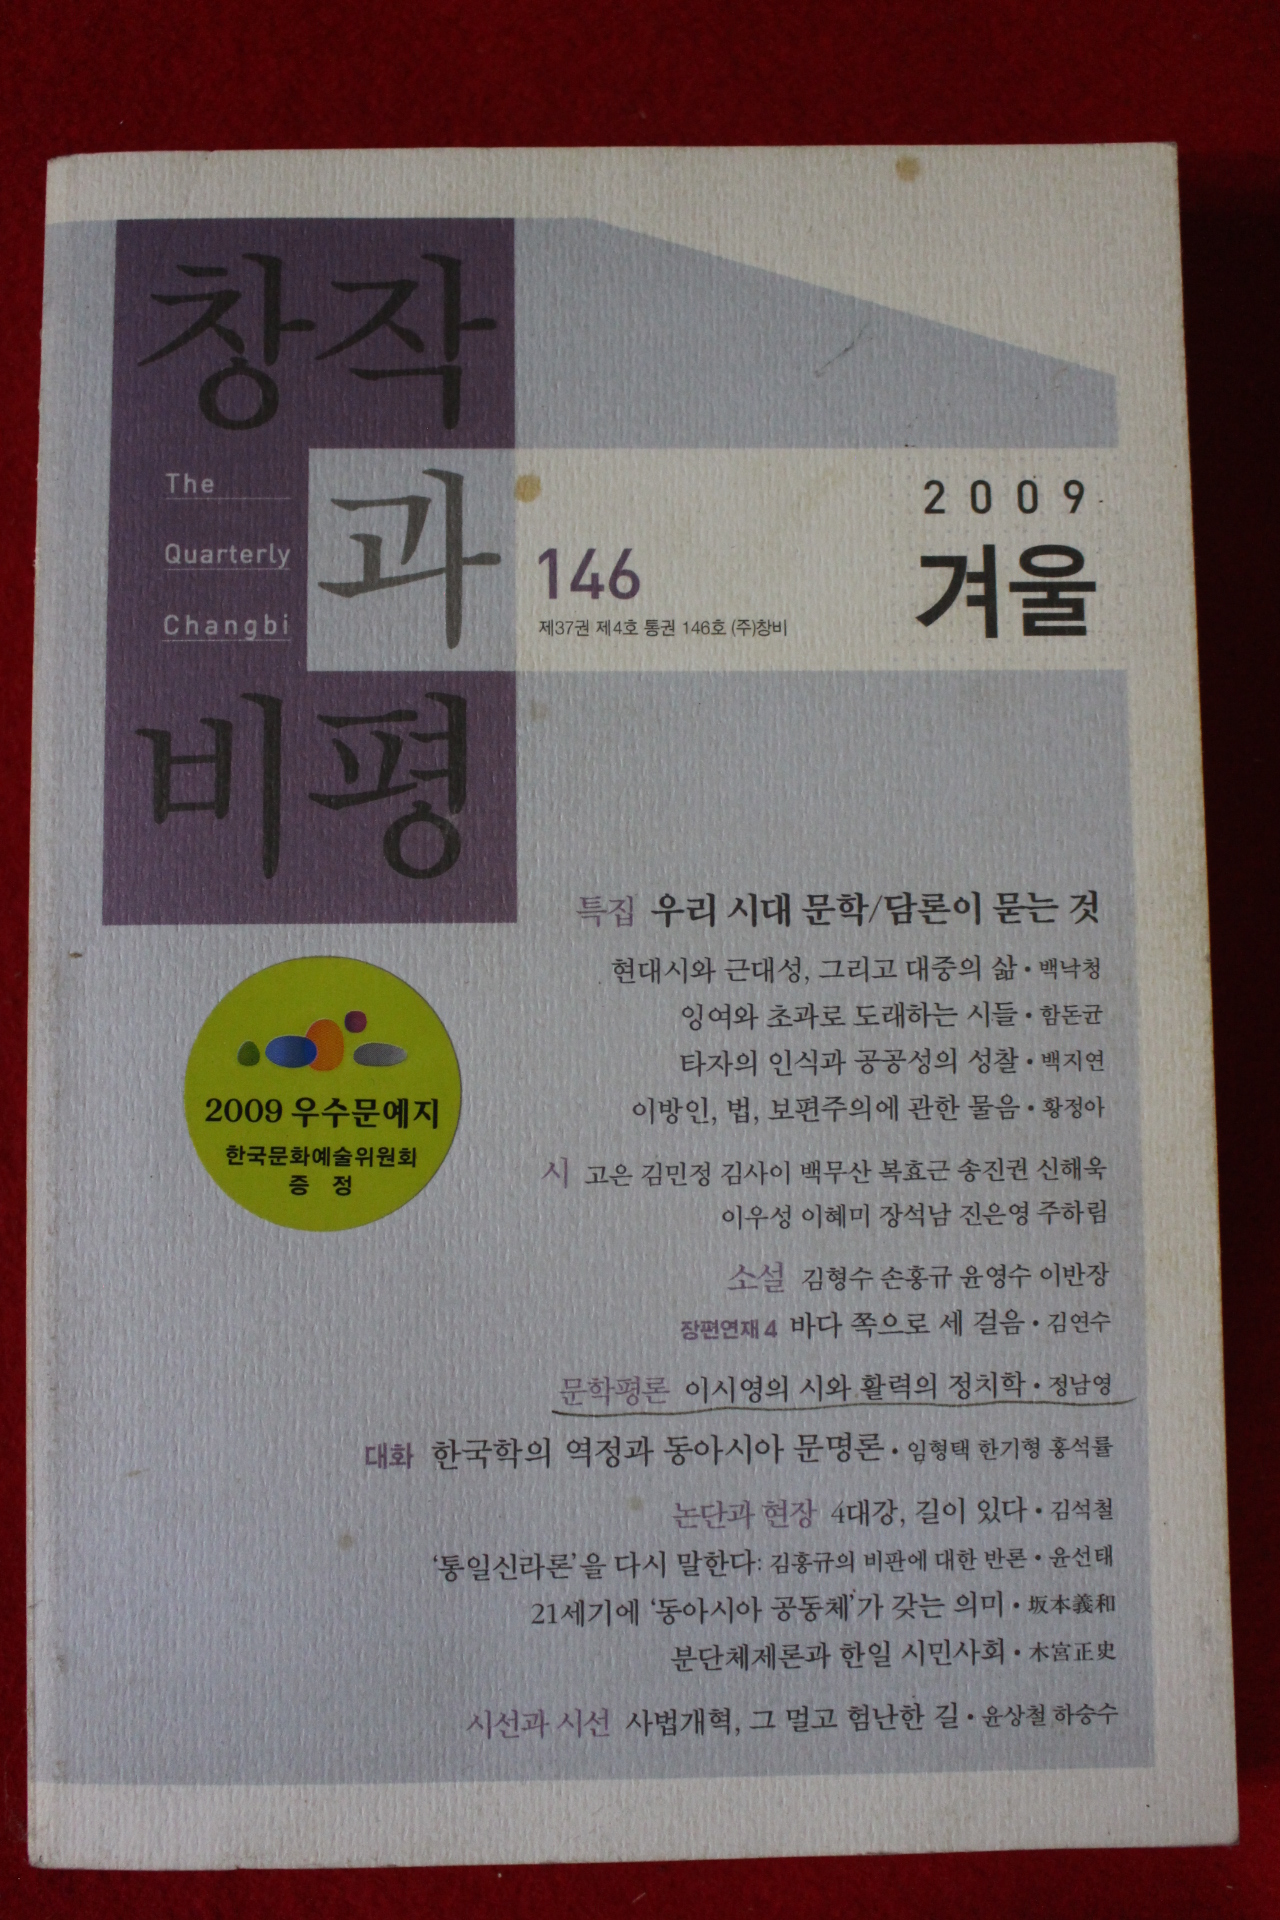 창작
과
비평
The
Quarterly
Changbi
146
제37권 제4호 통권 146호 (주)창비
2009
겨울
특집 우리 시대 문학/담론이 묻는 것
현대시와 근대성, 그리고 대중의 삶 • 백낙청
잉여와 초과로 도래하는 시들 • 함돈균
타자의 인식과 공공성의 성찰 • 백지연
이방인, 법, 보편주의에 관한 물음 • 황정아
시 고은 김민정 김사이 백무산 복효근 송진권 신해욱
이우성 이혜미 장석남 진은영 주하림
소설 김형수 손홍규 윤영수 이반장
장편연재 4 바다 쪽으로 세 걸음 • 김연수
문학평론 이시영의 시와 활력의 정치학 • 정남영
대화 한국학의 역정과 동아시아 문명론 • 임형택 한기형 홍석률
논단과 현장 4대강, 길이 있다 • 김석철
'통일신라론'을 다시 말한다: 김흥규의 비판에 대한 반론 • 윤선태
21세기에 '동아시아 공동체'가 갖는 의미 • 坂本義和
분단체제론과 한일 시민사회 • 木宮正史
시선과 시선 사법개혁, 그 멀고 험난한 길 • 윤상철 하승수
2009 우수문예지
한국문화예술위원회
증 정